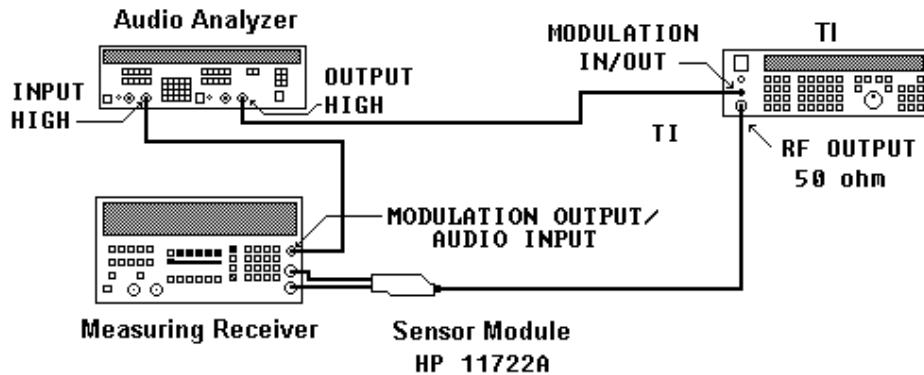 Audio Analyzer
TI
MODULATION
IN/OUT
OUTPUT
HIGH
INPUT
HIGH
TI
RF OUTPUT
50 ohm
MODULATION OUTPUT/
AUDIO INPUT
Measuring Receiver
Sensor Module
HP 11722A